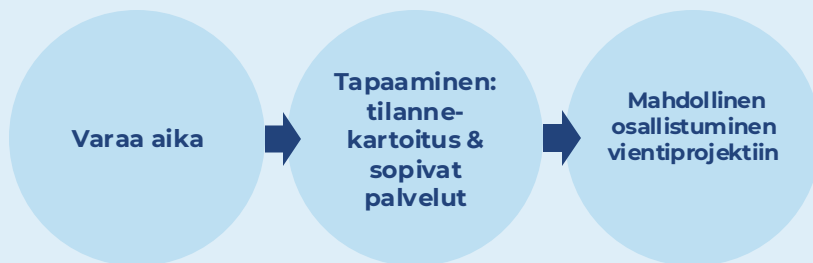 Varaa aika
Tapaaminen:
tilanne-
kartoitus &
sopivat
palvelut
Mahdollinen
osallistuminen
vientiprojektiin